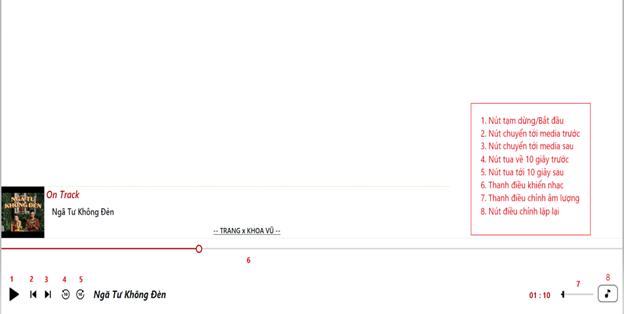 1. Nút tạm dừng/Bắt đầu
2. Nút chuyển tới media trước
3. Nút chuyển tới media sau
4. Nút tua về 10 giây trước
5. Nút tua tới 10 giây sau
6. Thanh điều khiển nhạc
7. Thanh điều chỉnh âm lượng
8. Nút điều chỉnh lặp lại
NGÃ TƯ
KHÔNG ĐÈN
On Track
Ngã Tư Không Đèn
-- TRANG x KHOA VŨ --
6
1 2 3 4 5
Ngã Tư Không Đèn
01 : 10
7
8